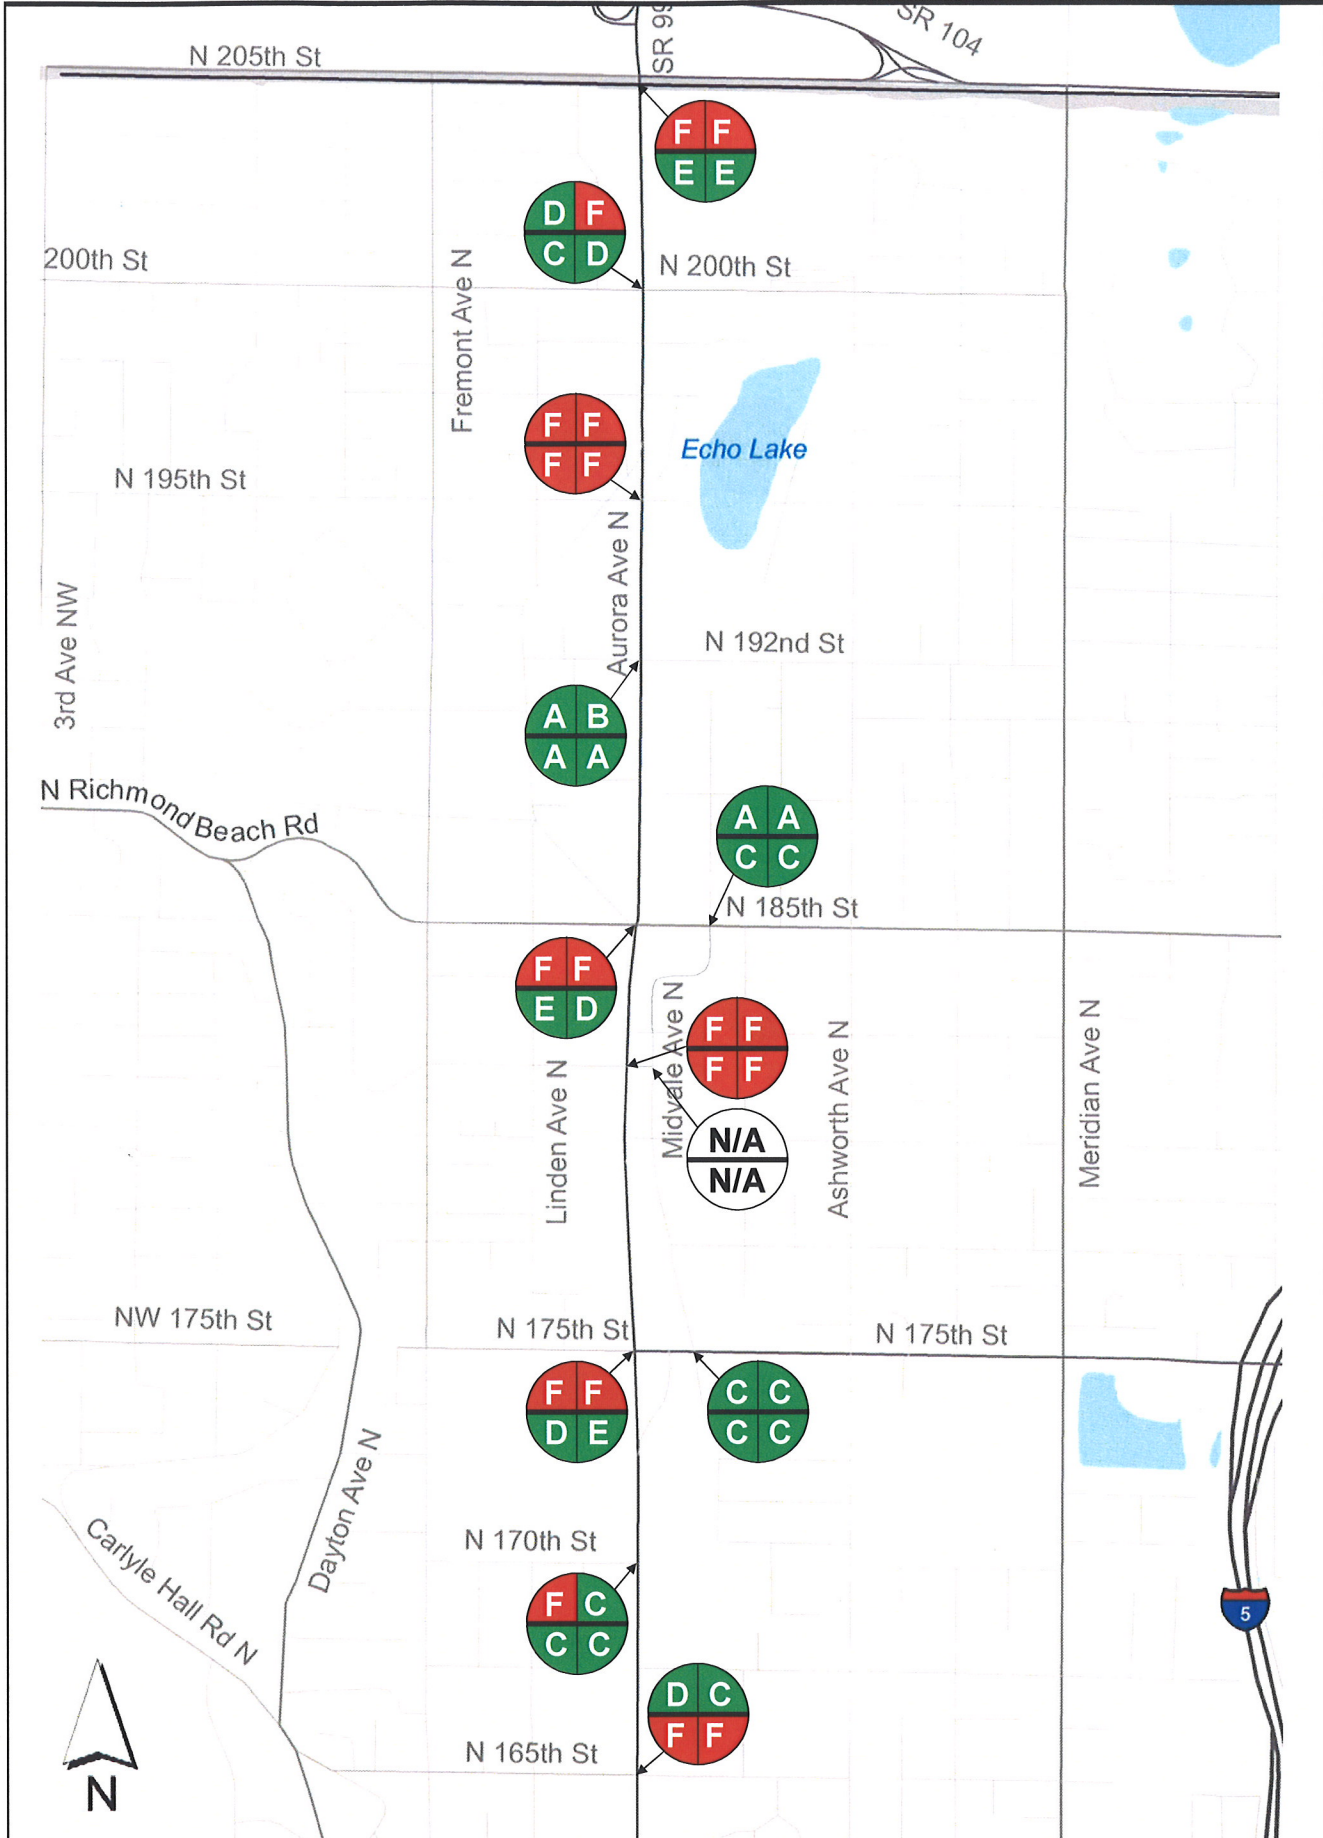 SR 99
SR 104
N 205th St
F F
E E
D F
C D
200th St
N 200th St
Fremont Ave N
F F
F F
Echo Lake
N 195th St
Aurora Ave N
3rd Ave NW
N 192nd St
A B
A A
N Richmond Beach Rd
A A
C C
N 185th St
F F
E D
Midvale Ave N
F F
F F
Linden Ave N
Ashworth Ave N
Meridian Ave N
N/A
N/A
NW 175th St
N 175th St
N 175th St
F F
D E
C C
C C
Dayton Ave N
Carlyle Hall Rd N
N 170th St
F C
C C
5
D C
F F
N 165th St
N